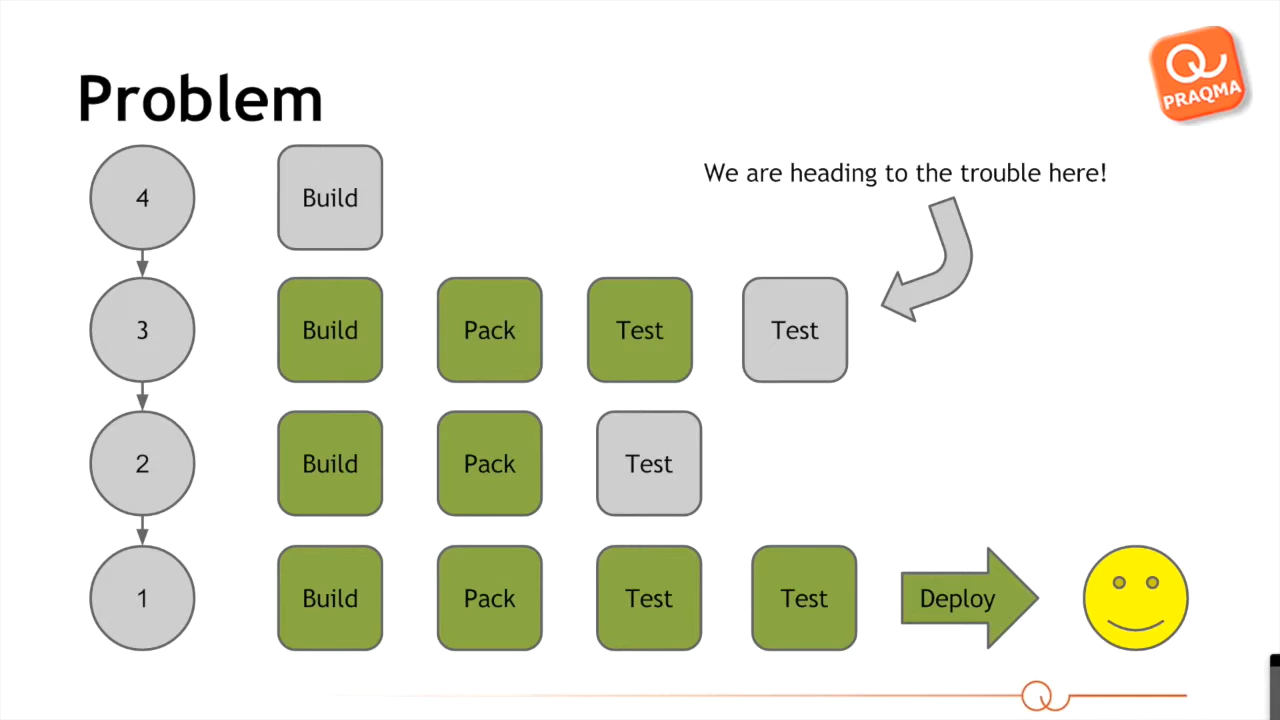 Problem
PRAQMA
We are heading to the trouble here!
4
Build
3
Build
Pack
Test
Test
2
Build
Pack
Test
1
Build
Pack
Test
Test
Deploy